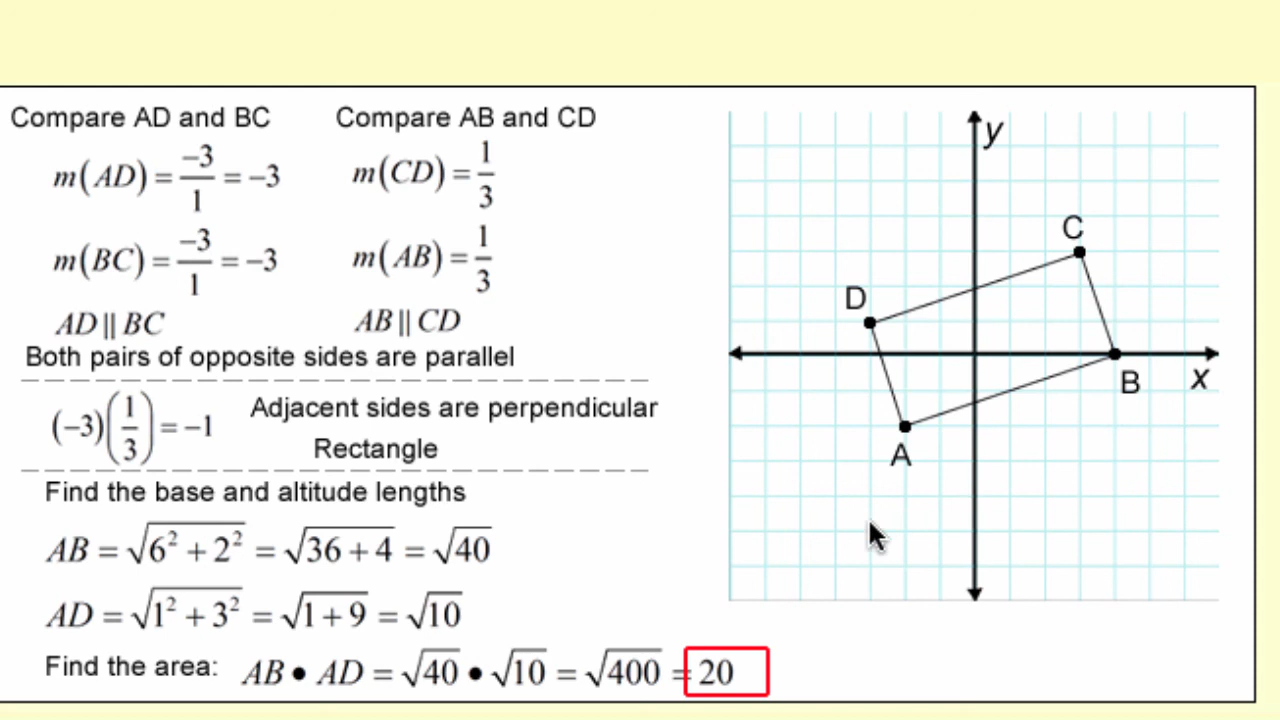 Compare AD and BC
m(AD) = −3/1 = −3
m(BC) = −3/1 = −3
AD || BC
Compare AB and CD
m(CD) = 1/3
m(AB) = 1/3
AB || CD
Both pairs of opposite sides are parallel
(−3)(1/3) = −1 Adjacent sides are perpendicular
Rectangle
Find the base and altitude lengths
AB = √(6² + 2²) = √(36 + 4) = √40
AD = √(1² + 3²) = √(1 + 9) = √10
Find the area: AB • AD = √40 • √10 = √400 = 20
y
C
D
B
x
A